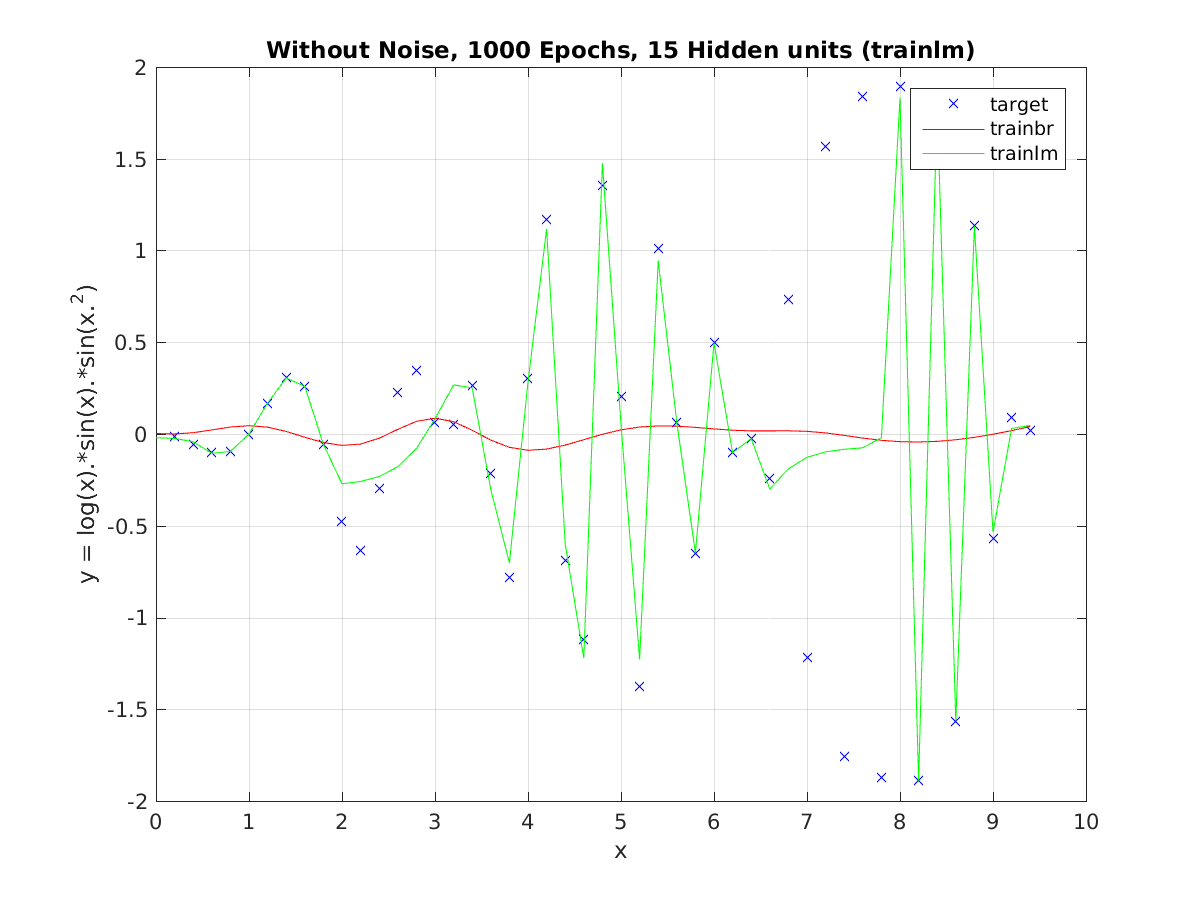 Without Noise, 1000 Epochs, 15 Hidden units (trainlm)
target
trainbr
trainlm
y = log(x).*sin(x).*sin(x.²)
2
1.5
1
0.5
0
-0.5
-1
-1.5
-2
0 1 2 3 4 5 6 7 8 9 10
x